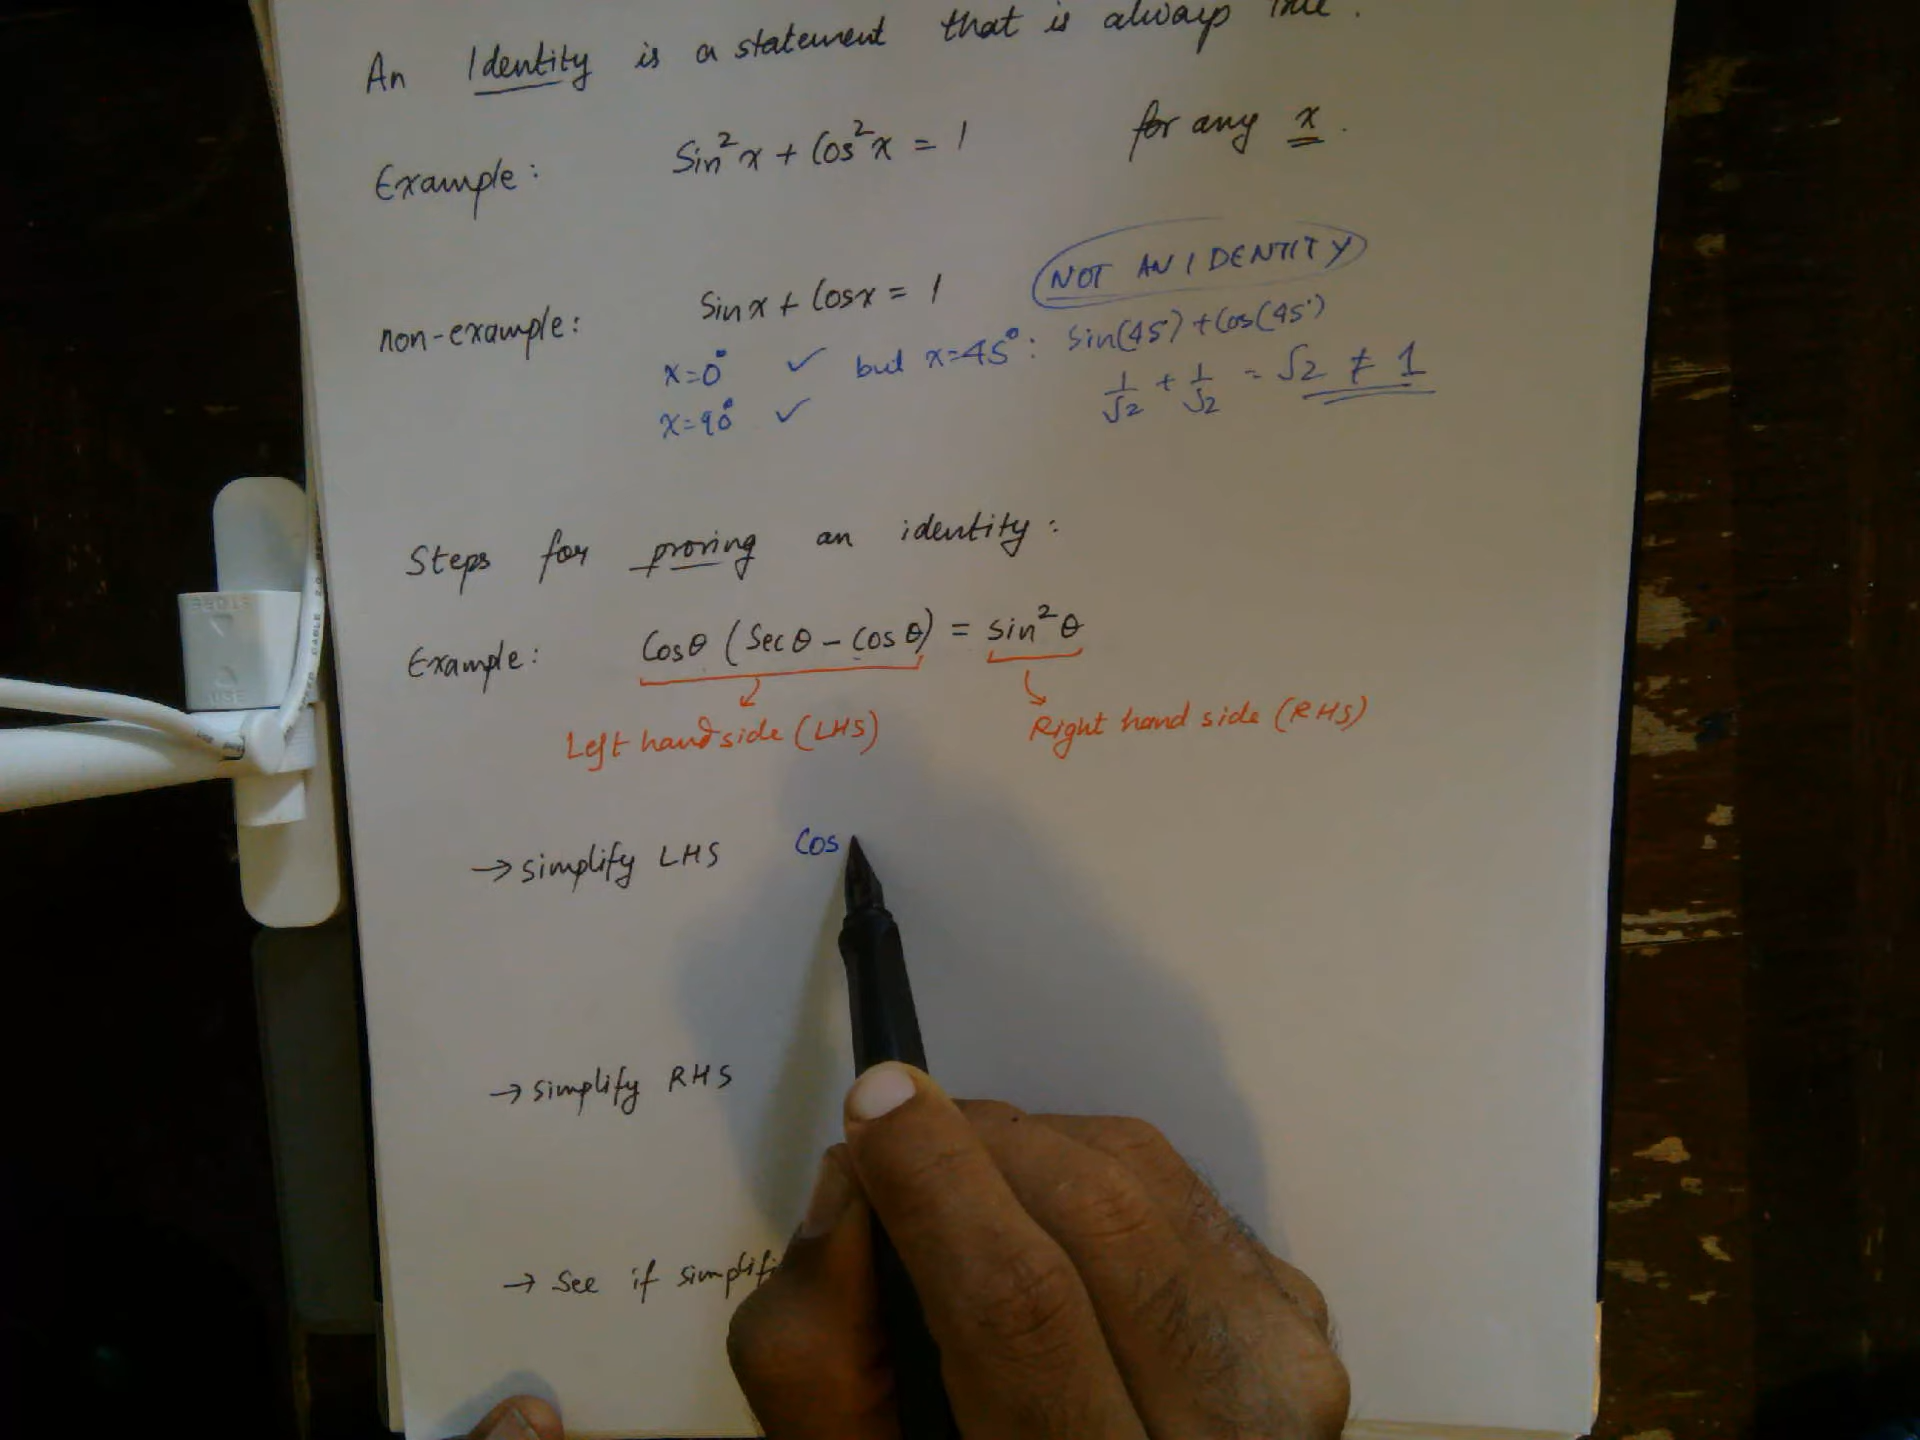 An Identity is a statement that is always true.
Example: Sin²x + Cos²x = 1 for any x.
non-example: Sinx + Cosx = 1 NOT AN IDENTITY
x=0° ✓ but x=45°: Sin(45°) + Cos(45°)
x=90° ✓ 1/√2 + 1/√2 = √2 ≠ 1
Steps for proving an identity:
Example: Cosθ (Secθ - Cosθ) = sin²θ
Left hand side (LHS) Right hand side (RHS)
→ simplify LHS Cos
→ simplify RHS
→ See if simplifi